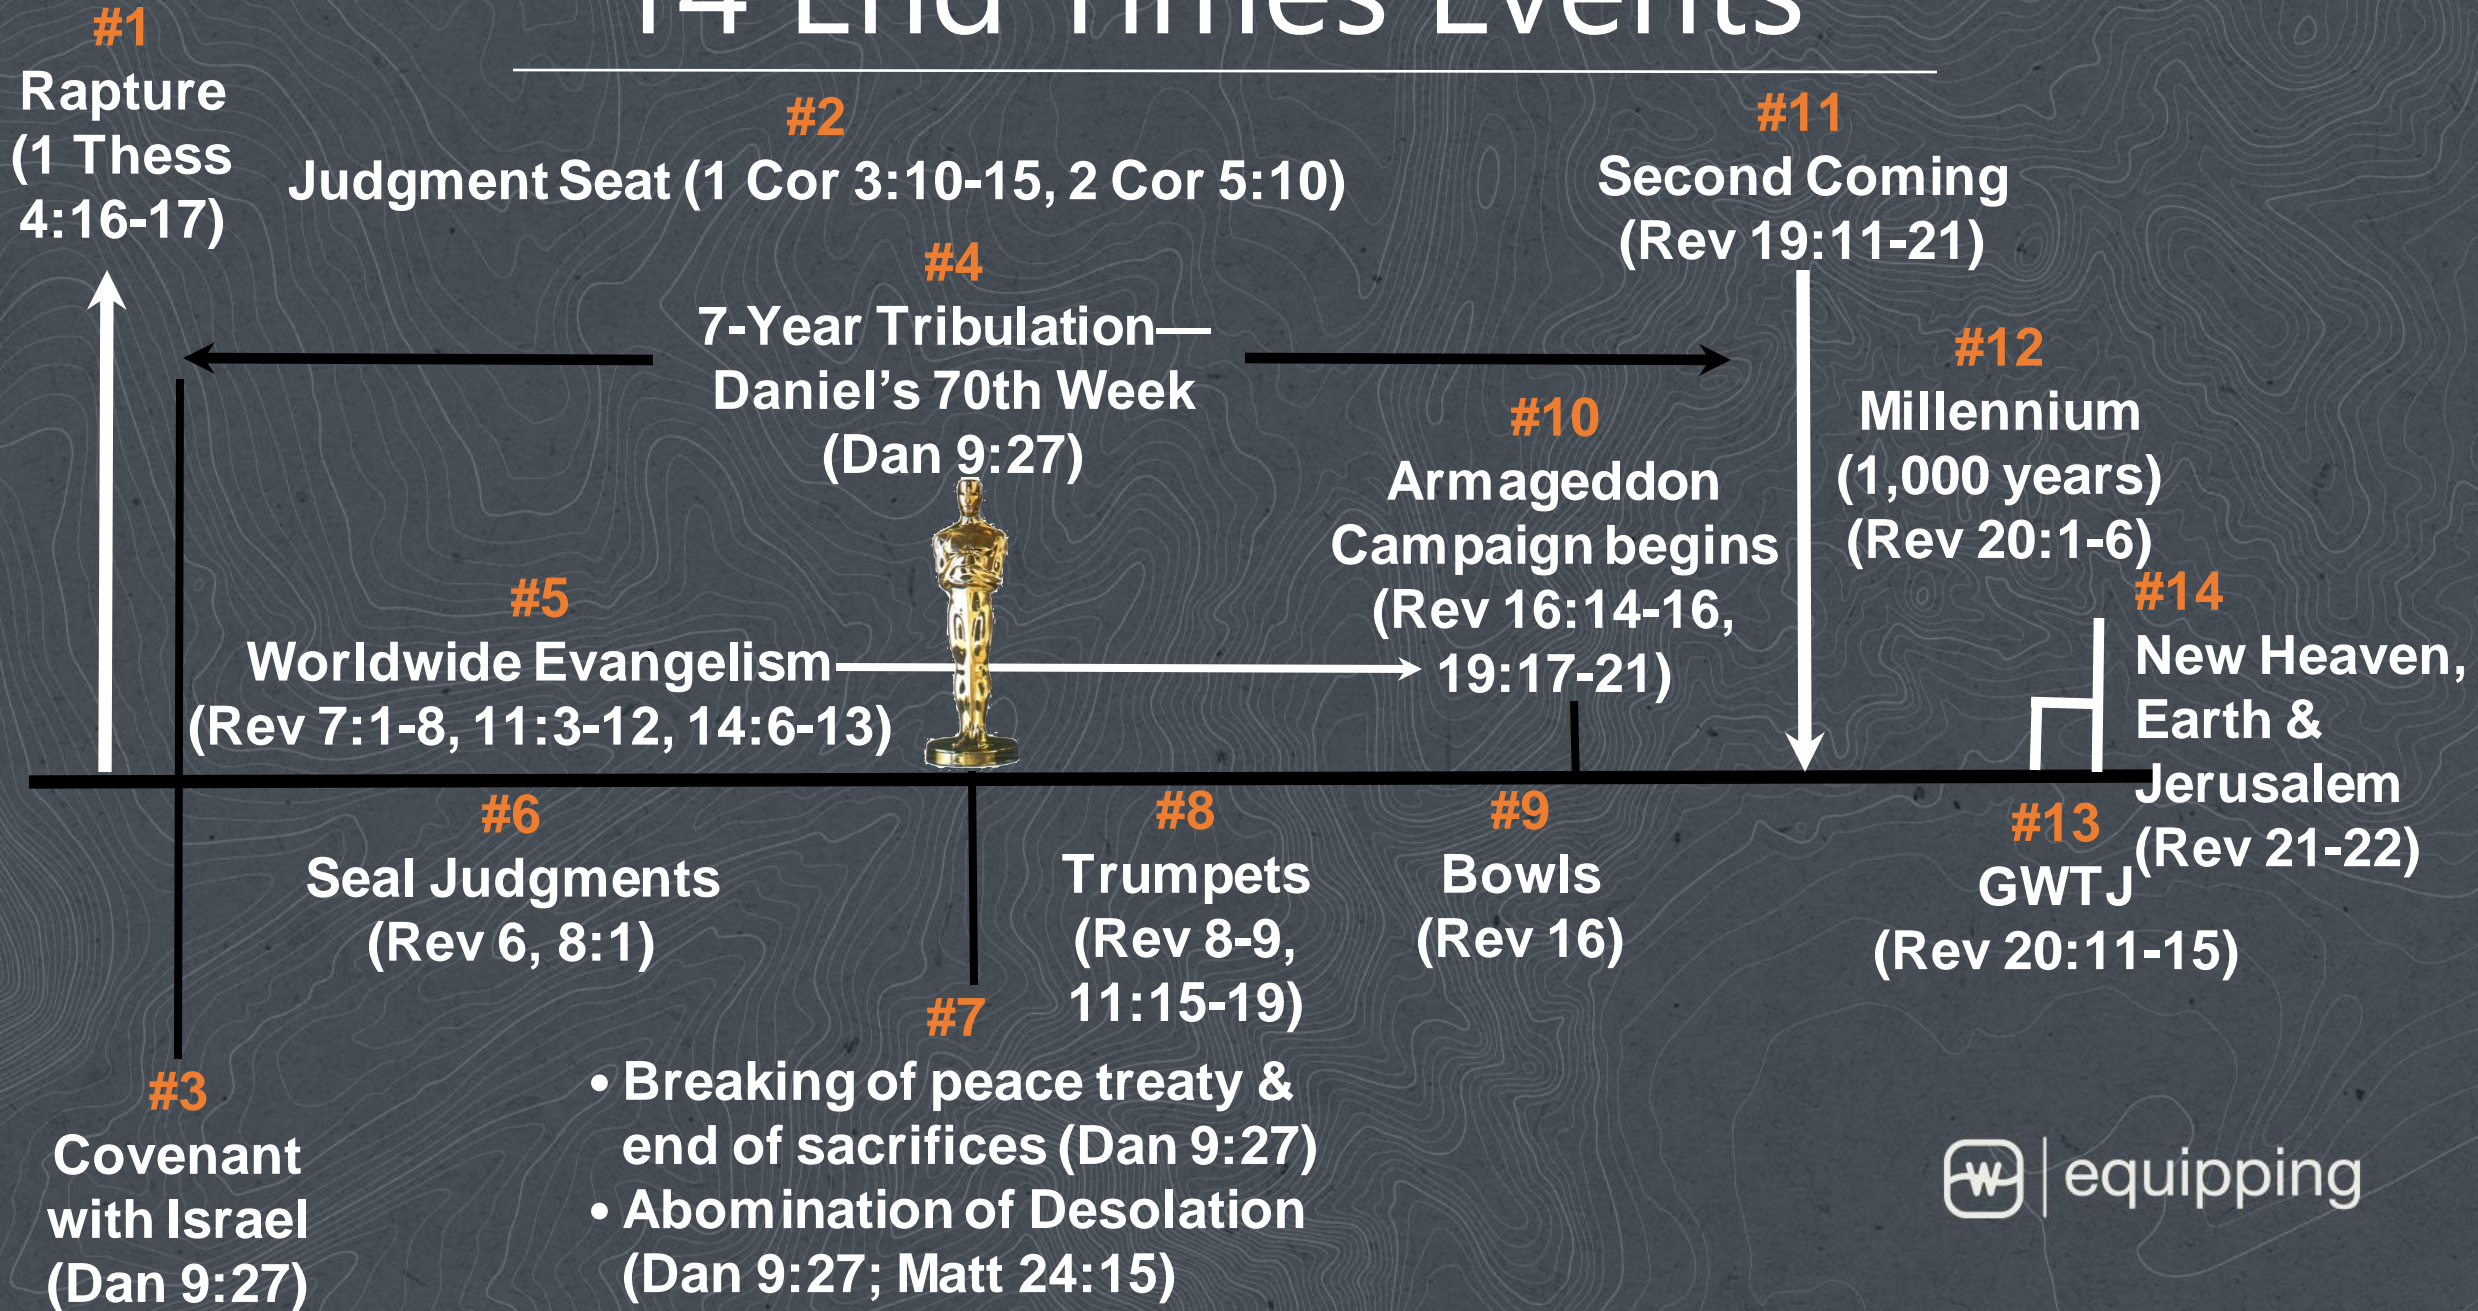 14 End Times Events
#1
Rapture
(1 Thess
4:16-17)
#2
Judgment Seat (1 Cor 3:10-15, 2 Cor 5:10)
#11
Second Coming
(Rev 19:11-21)
#4
7-Year Tribulation—
Daniel’s 70th Week
(Dan 9:27)
#12
Millennium
(1,000 years)
(Rev 20:1-6)
#10
Armageddon
Campaign begins
(Rev 16:14-16,
19:17-21)
#5
Worldwide Evangelism
(Rev 7:1-8, 11:3-12, 14:6-13)
#14
New Heaven,
Earth &
Jerusalem
(Rev 21-22)
#6
Seal Judgments
(Rev 6, 8:1)
#8
Trumpets
(Rev 8-9,
11:15-19)
#9
Bowls
(Rev 16)
#13
GWTJ
(Rev 20:11-15)
#7
• Breaking of peace treaty &
end of sacrifices (Dan 9:27)
• Abomination of Desolation
(Dan 9:27; Matt 24:15)
#3
Covenant
with Israel
(Dan 9:27)
w | equipping